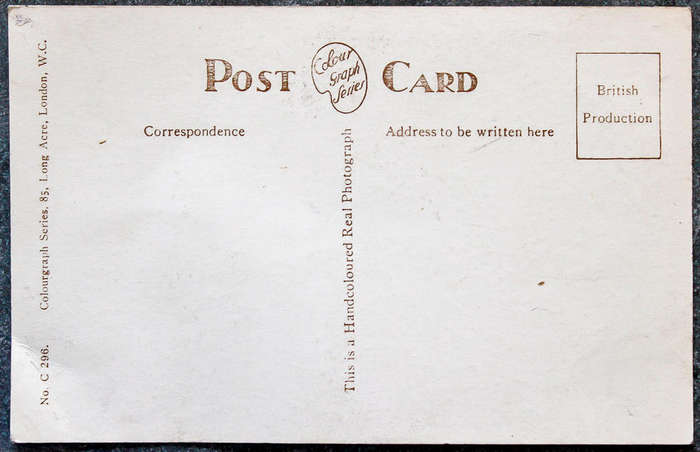 POST CARD
Colour
Graph
Series
British
Production
Correspondence
Address to be written here
This is a Handcoloured Real Photograph
No. C 296. Colourgraph Series, 85, Long Acre, London, W.C.